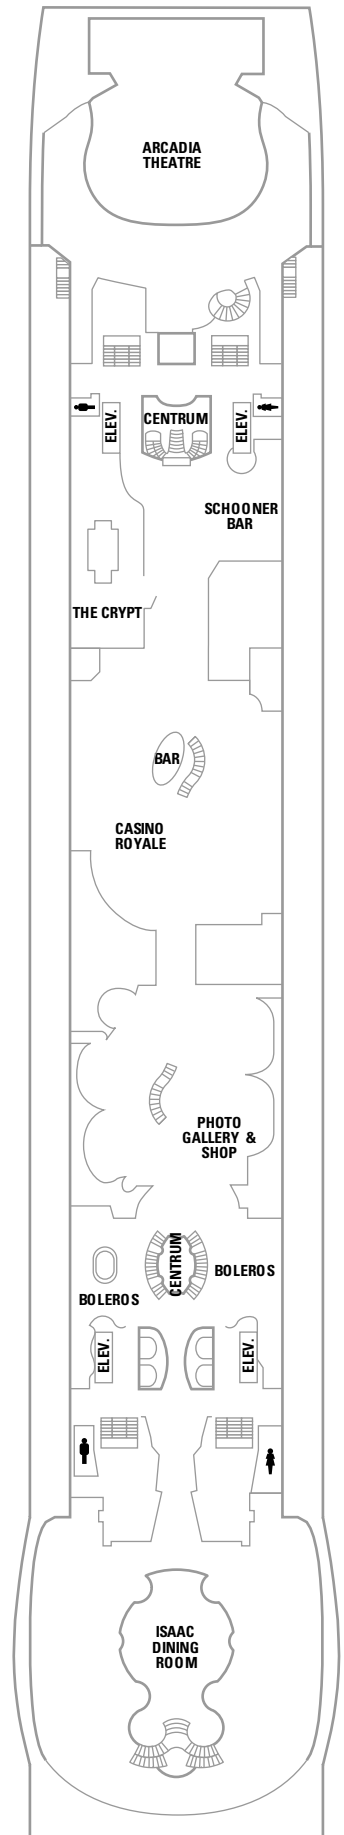 ARCADIA
THEATRE
ELEV.
CENTRUM
ELEV.
SCHOONER
BAR
THE CRYPT
BAR
CASINO
ROYALE
PHOTO
GALLERY &
SHOP
CENTRUM
BOLEROS
BOLEROS
ELEV.
ELEV.
ISAAC
DINING
ROOM